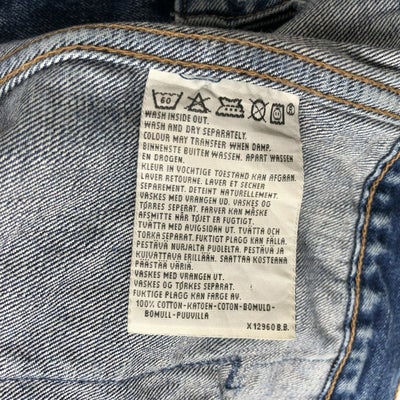 60
WASH INSIDE OUT.
WASH AND DRY SEPARATELY.
COLOUR MAY TRANSFER WHEN DAMP.
BINNENSTE BUITEN WASSEN. APART WASSEN
EN DROGEN.
KLEUR IN VOCHTIGE TOESTAND KAN AFGAAN.
LAVER RETOURNE. LAVER ET SECHER
SEPAREMENT. DETEINT NATURELLEMENT.
VASKES MED VRANGEN UD. VASKES OG
TØRRES SEPERAT. FARVER KAN MÅSKE
AFSMITTE NÅR TØJET ER FUGTIGT.
TVÄTTA MED AVIGSIDAN UT. TVÄTTA OCH
TORKA SEPARAT. FUKTIGT PLAGG KAN FÄLLA.
PESTÄVÄ NURJALTA PUOLELTA. PESTÄVÄ JA
KUIVATTAVA ERILLÄÄN. SAATTAA KOSTEANA
PÄÄSTÄÄ VÄRIÄ.
VASKES MED VRANGEN UT.
VASKES OG TØRKES SEPARAT.
FUKTIGE PLAGG KAN FARGE AV.
100% COTTON-KATOEN-COTON-BOMULD-
BOMULL-PUUVILLA
X12960 B.B.